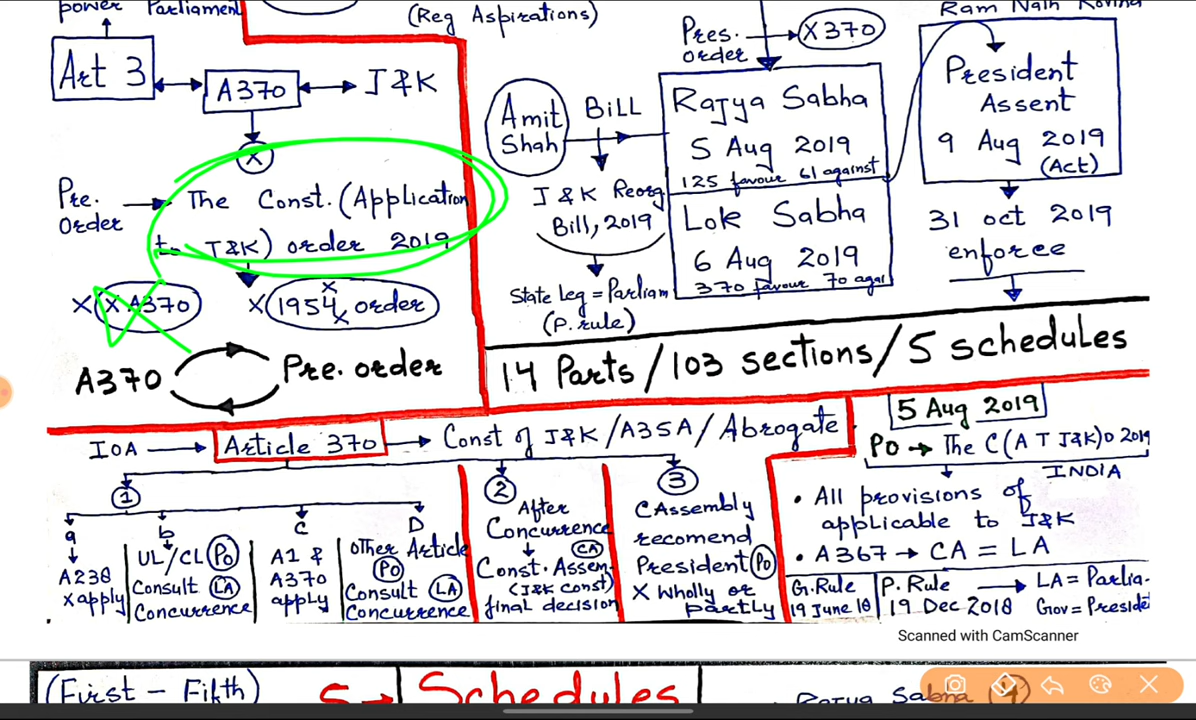 power Parliament
(Reg Aspirations)
Art 3
A370
J&K
X
Pre.
Order
The Const. (Application
to J&K) order 2019
X (X A370)
X (1954 order)
X
X
A370
Pre. order
Pres.
order
X 370
Amit
Shah
BiLL
J & K Reorg
Bill, 2019
State Leg = Parliam
(P. rule)
Rajya Sabha
5 Aug 2019
125 favour 61 against
Lok Sabha
6 Aug 2019
370 favour 70 agai
Ram Nath Kovind
President
Assent
9 Aug 2019
(Act)
31 oct 2019
enforce
14 Parts / 103 sections / 5 schedules
IOA
Article 370
Const of J&K / A35A / Abrogate
1
a
A238
X apply
b
UL/CL (PO)
Consult (LA)
Concurrence
C
A1 &
A370
apply
D
other Article
(PO)
Consult (LA)
Concurrence
2
After
Concurrence
(CA)
Const. Assem-
(J&K const)
final decision
3
CAssembly
recomend
President (PO)
X Wholly or
partly
5 Aug 2019
PO → The C(A T J&K)O 2019
INDIA
• All provisions of
applicable to J&K
• A367 → CA = LA
G. Rule
19 June 18
P. Rule
19 Dec 2018
LA = Parlia-
Gov = Preside
Scanned with CamScanner
(First - Fifth)
5 → Schedules
Rajya Sabha